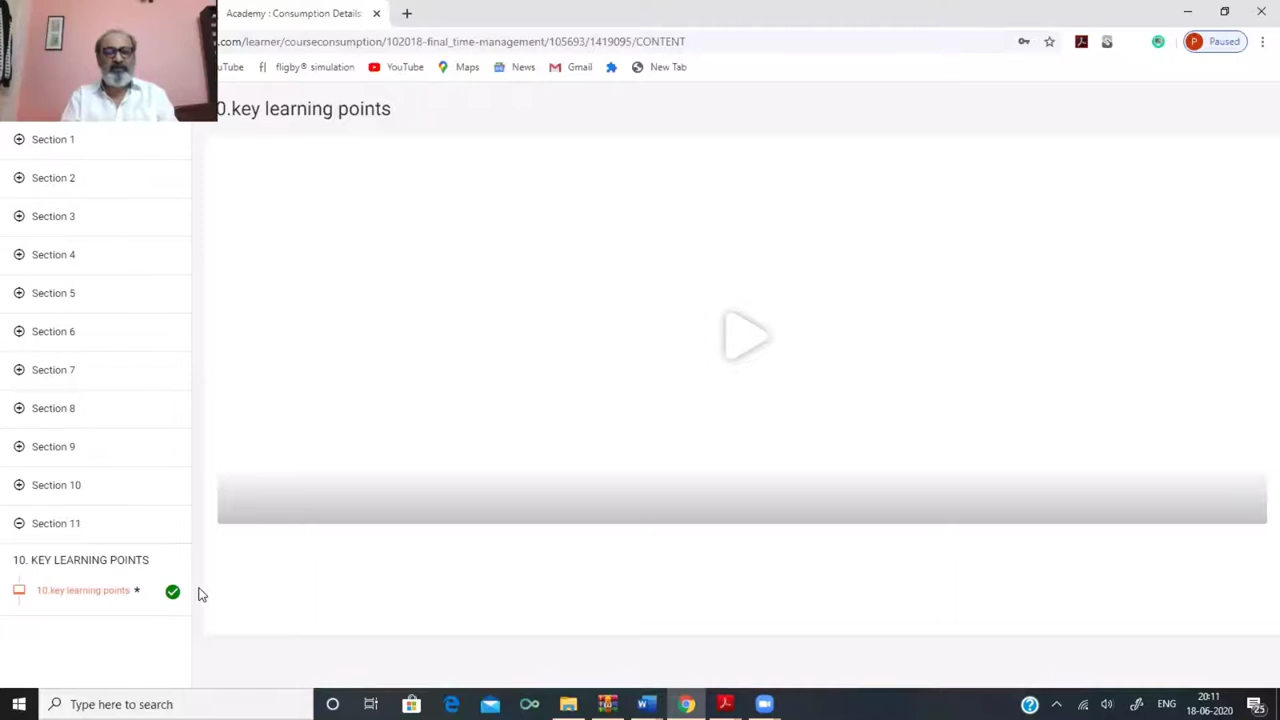 Academy : Consumption Details
.com/learner/courseconsumption/102018-final_time-management/105693/1419095/CONTENT
P Paused
uTube fligby® simulation YouTube Maps News Gmail New Tab
0.key learning points
Section 1
Section 2
Section 3
Section 4
Section 5
Section 6
Section 7
Section 8
Section 9
Section 10
Section 11
10. KEY LEARNING POINTS
10.key learning points *
Type here to search
ENG
20:11
18-06-2020
25